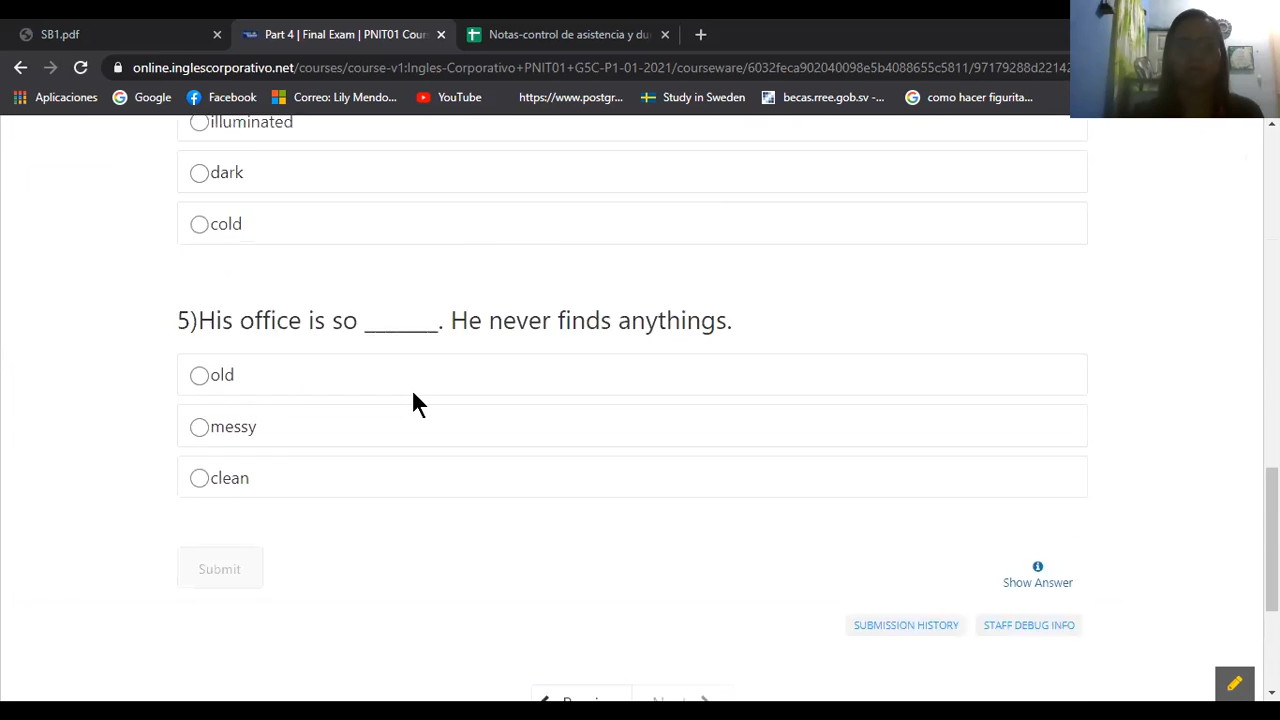 SB1.pdf
Part 4 | Final Exam | PNIT01 Cour
Notas-control de asistencia y du
online.inglescorporativo.net/courses/course-v1:Ingles-Corporativo+PNIT01+G5C-P1-01-2021/courseware/6032feca902040098e5b4088655c5811/97179288d22142
Aplicaciones
Google
Facebook
Correo: Lily Mendo...
YouTube
https://www.postgr...
Study in Sweden
becas.ree.gob.sv -...
como hacer figurita...
illuminated
dark
cold
5)His office is so _______. He never finds anythings.
old
messy
clean
Submit
Show Answer
SUBMISSION HISTORY
STAFF DEBUG INFO